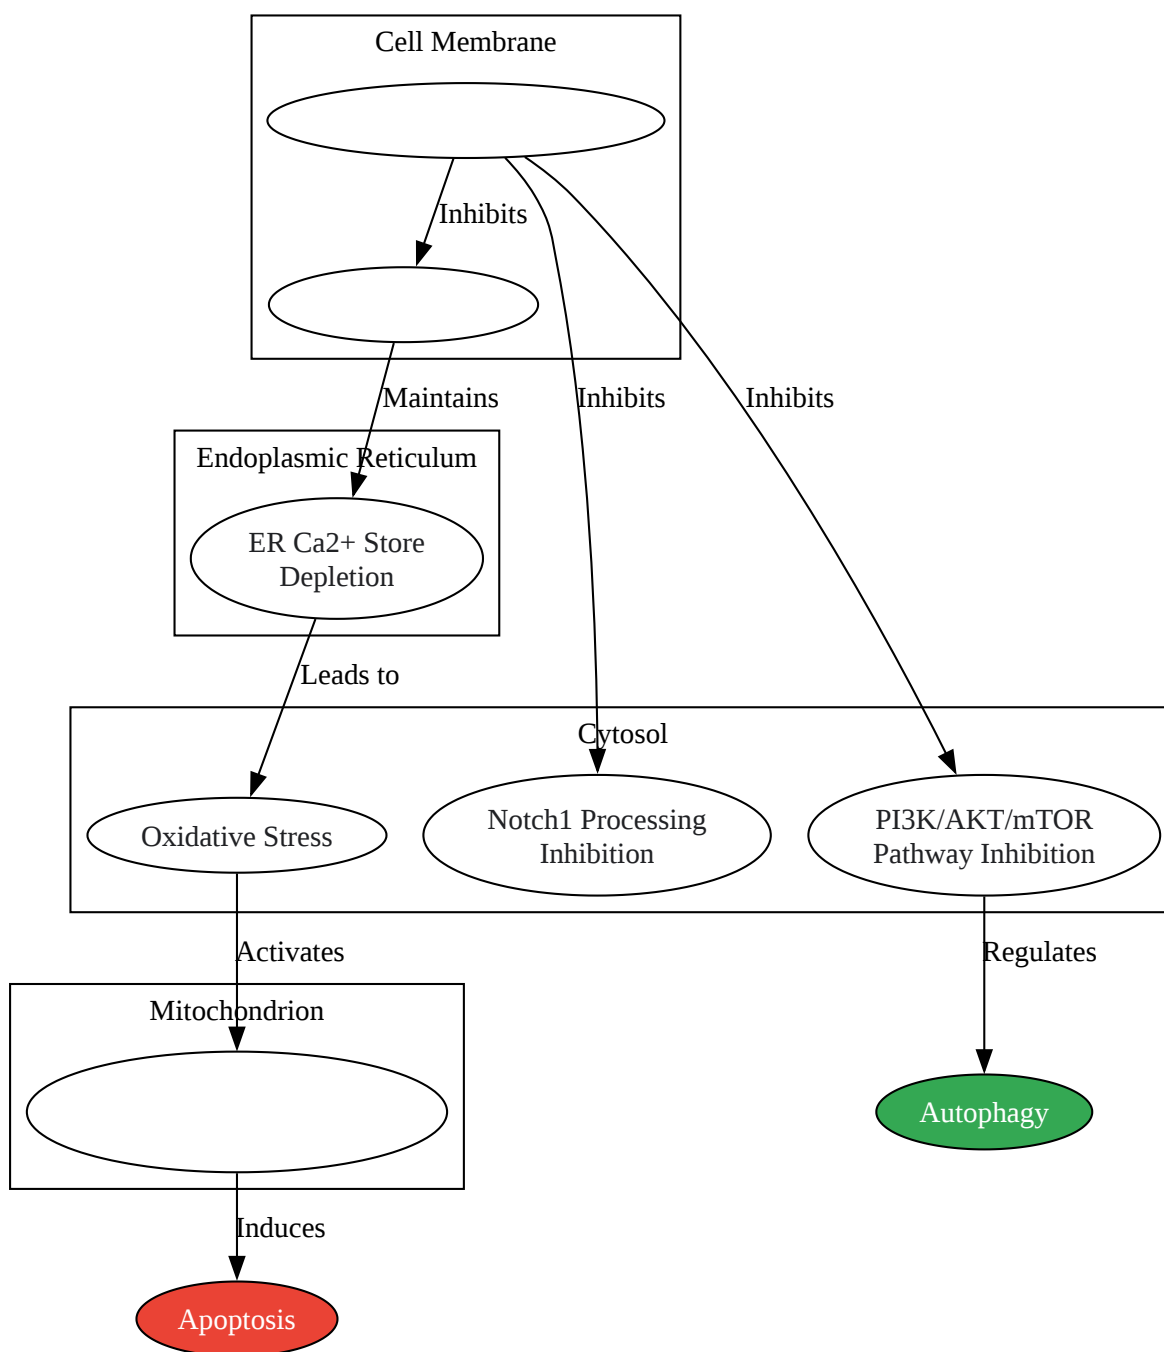 Cell Membrane
Inhibits
Maintains
Inhibits
Inhibits
Endoplasmic Reticulum
ER Ca2+ Store
Depletion
Leads to
Cytosol
Oxidative Stress
Notch1 Processing
Inhibition
PI3K/AKT/mTOR
Pathway Inhibition
Activates
Regulates
Mitochondrion
Autophagy
Induces
Apoptosis